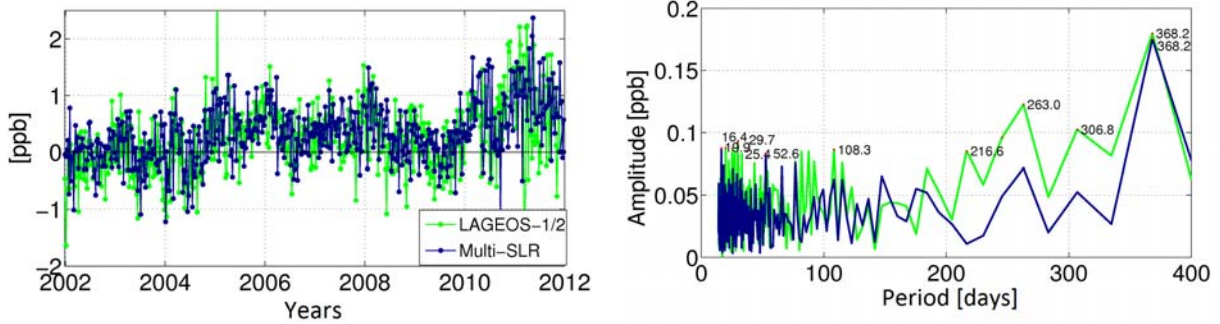 [ppb]
2
1
0
-1
-2
2002 2004 2006 2008 2010 2012
Years
LAGEOS-1/2
Multi-SLR
Amplitude [ppb]
0.2
0.15
0.1
0.05
0
0 100 200 300 400
Period [days]
16.4
19.9
25.4
29.7
52.6
108.3
216.6
263.0
306.8
368.2
368.2